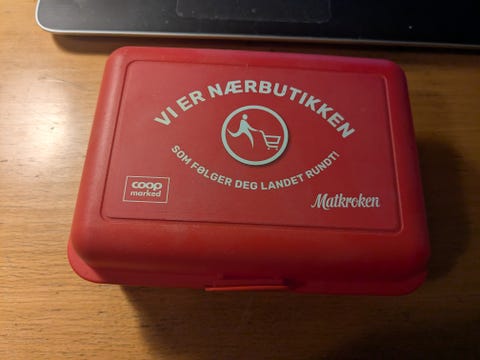 VI ER NÆRBUTIKKEN
SOM FØLGER DEG LANDET RUNDT!
coop
marked
Matkroken